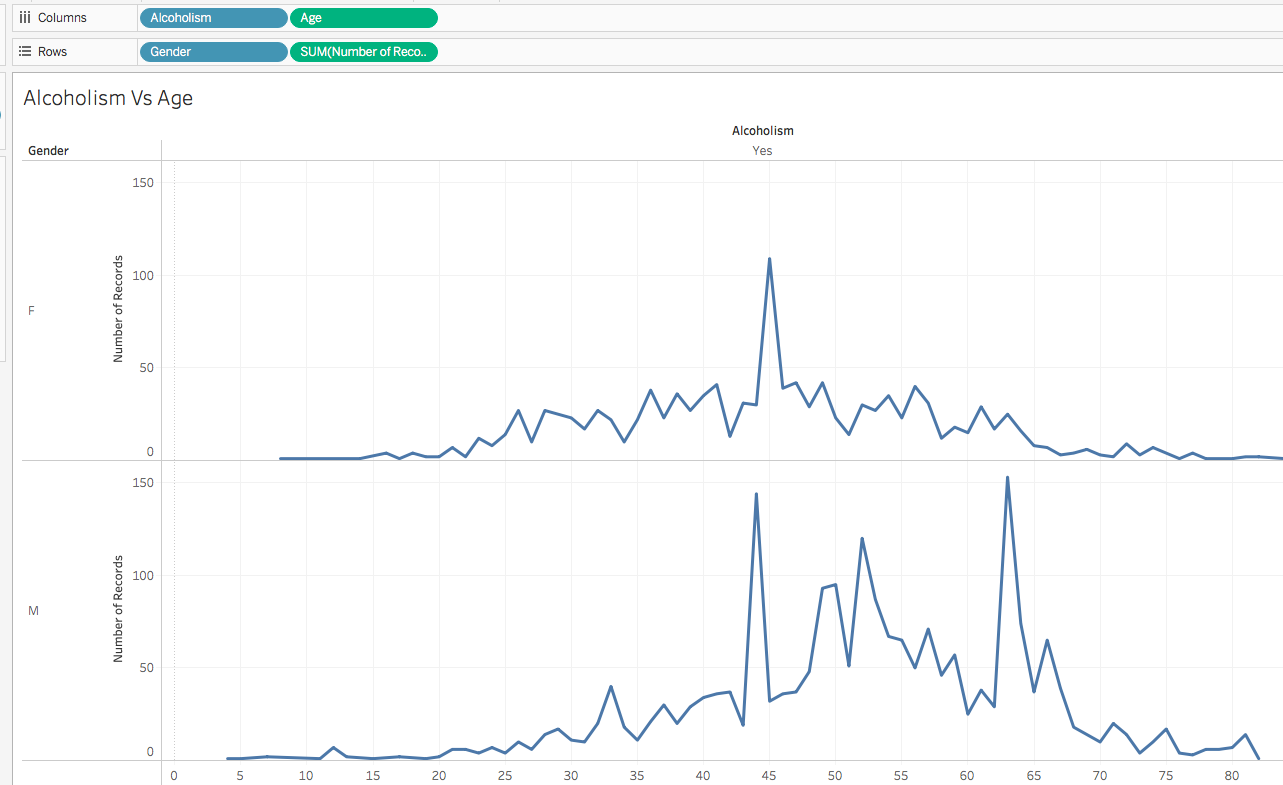 Columns Alcoholism Age
Rows Gender SUM(Number of Reco..
Alcoholism Vs Age
Alcoholism
Gender Yes
150
100
50
0
Number of Records
F
150
100
50
0
Number of Records
M
0 5 10 15 20 25 30 35 40 45 50 55 60 65 70 75 80